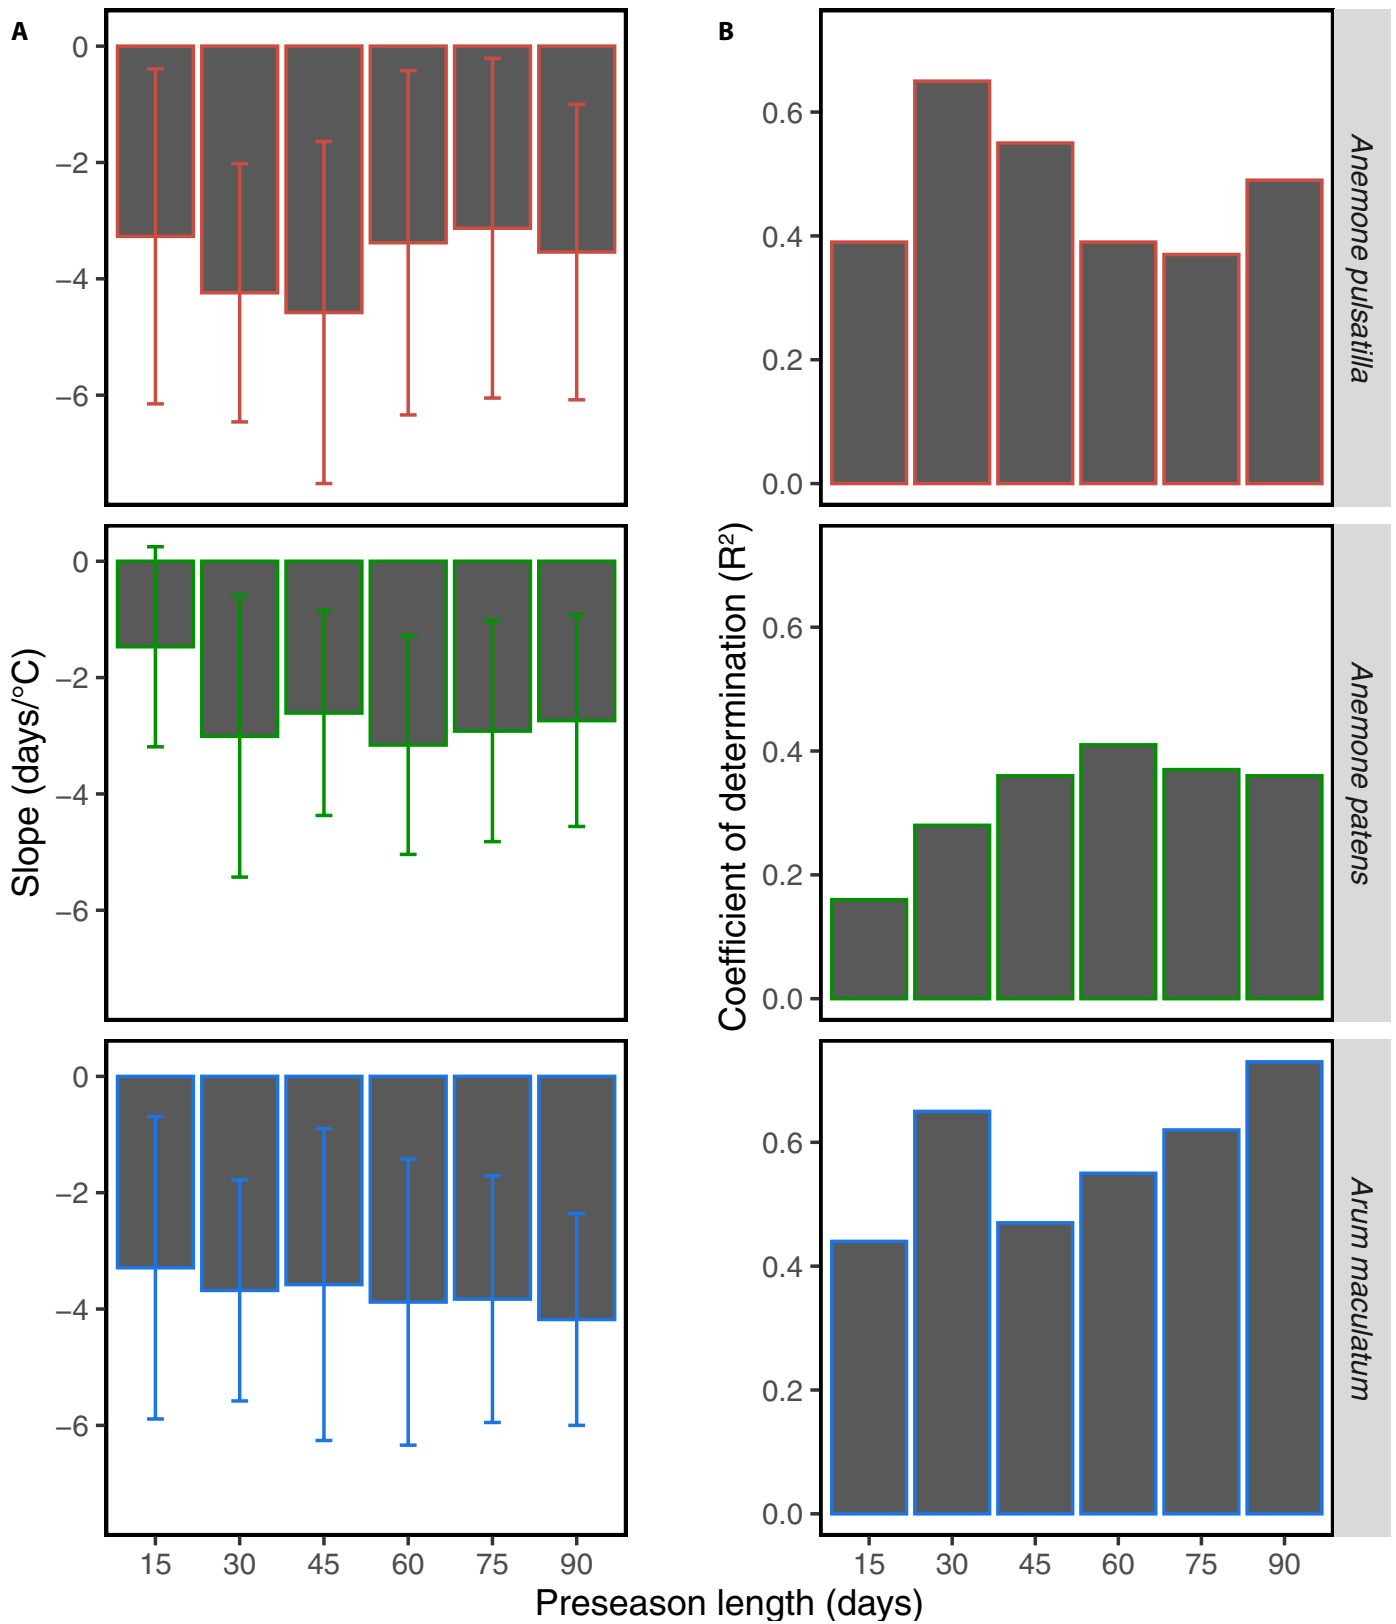 A
B
0
−2
−4
−6
0.6
0.4
0.2
0.0
Anemone pulsatilla
0
−2
−4
−6
0.6
0.4
0.2
0.0
Anemone patens
Slope (days/°C)
Coefficient of determination (R²)
0
−2
−4
−6
0.6
0.4
0.2
0.0
Arum maculatum
15 30 45 60 75 90
15 30 45 60 75 90
Preseason length (days)